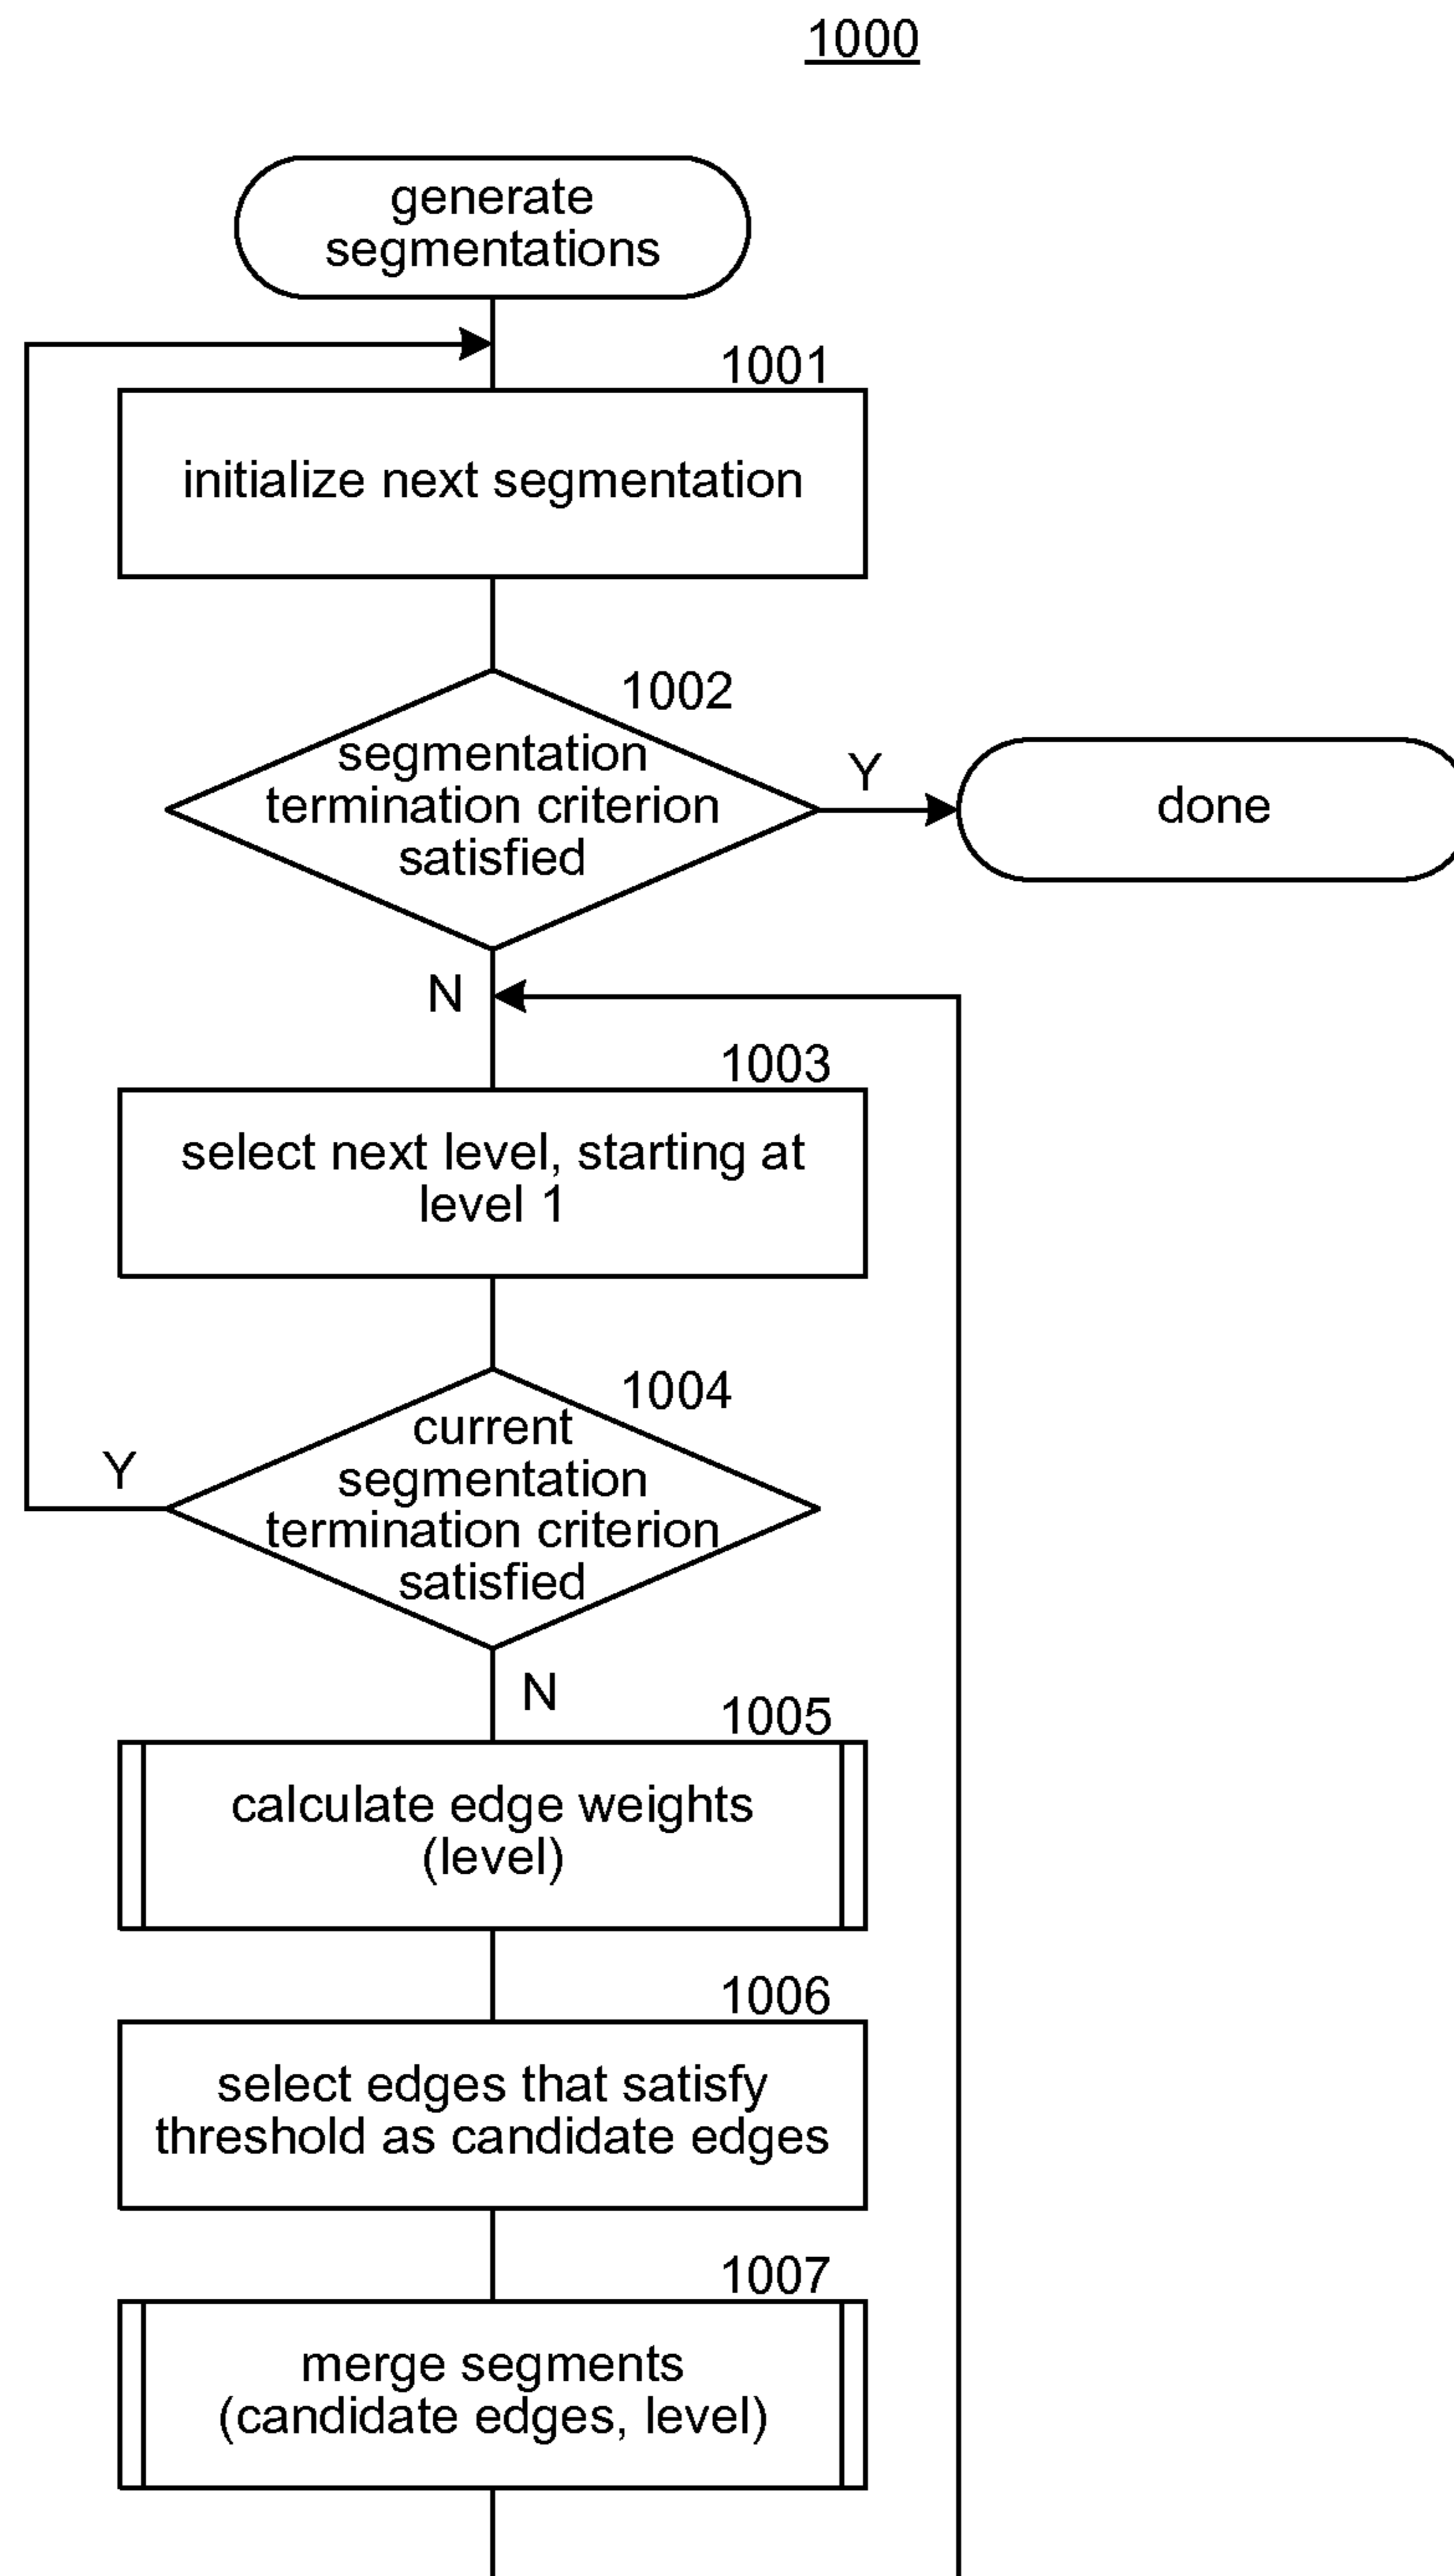 1000
generate
segmentations
1001
initialize next segmentation
1002
segmentation
termination criterion
satisfied
Y
done
N
1003
select next level, starting at
level 1
1004
current
segmentation
termination criterion
satisfied
Y
N
1005
calculate edge weights
(level)
1006
select edges that satisfy
threshold as candidate edges
1007
merge segments
(candidate edges, level)